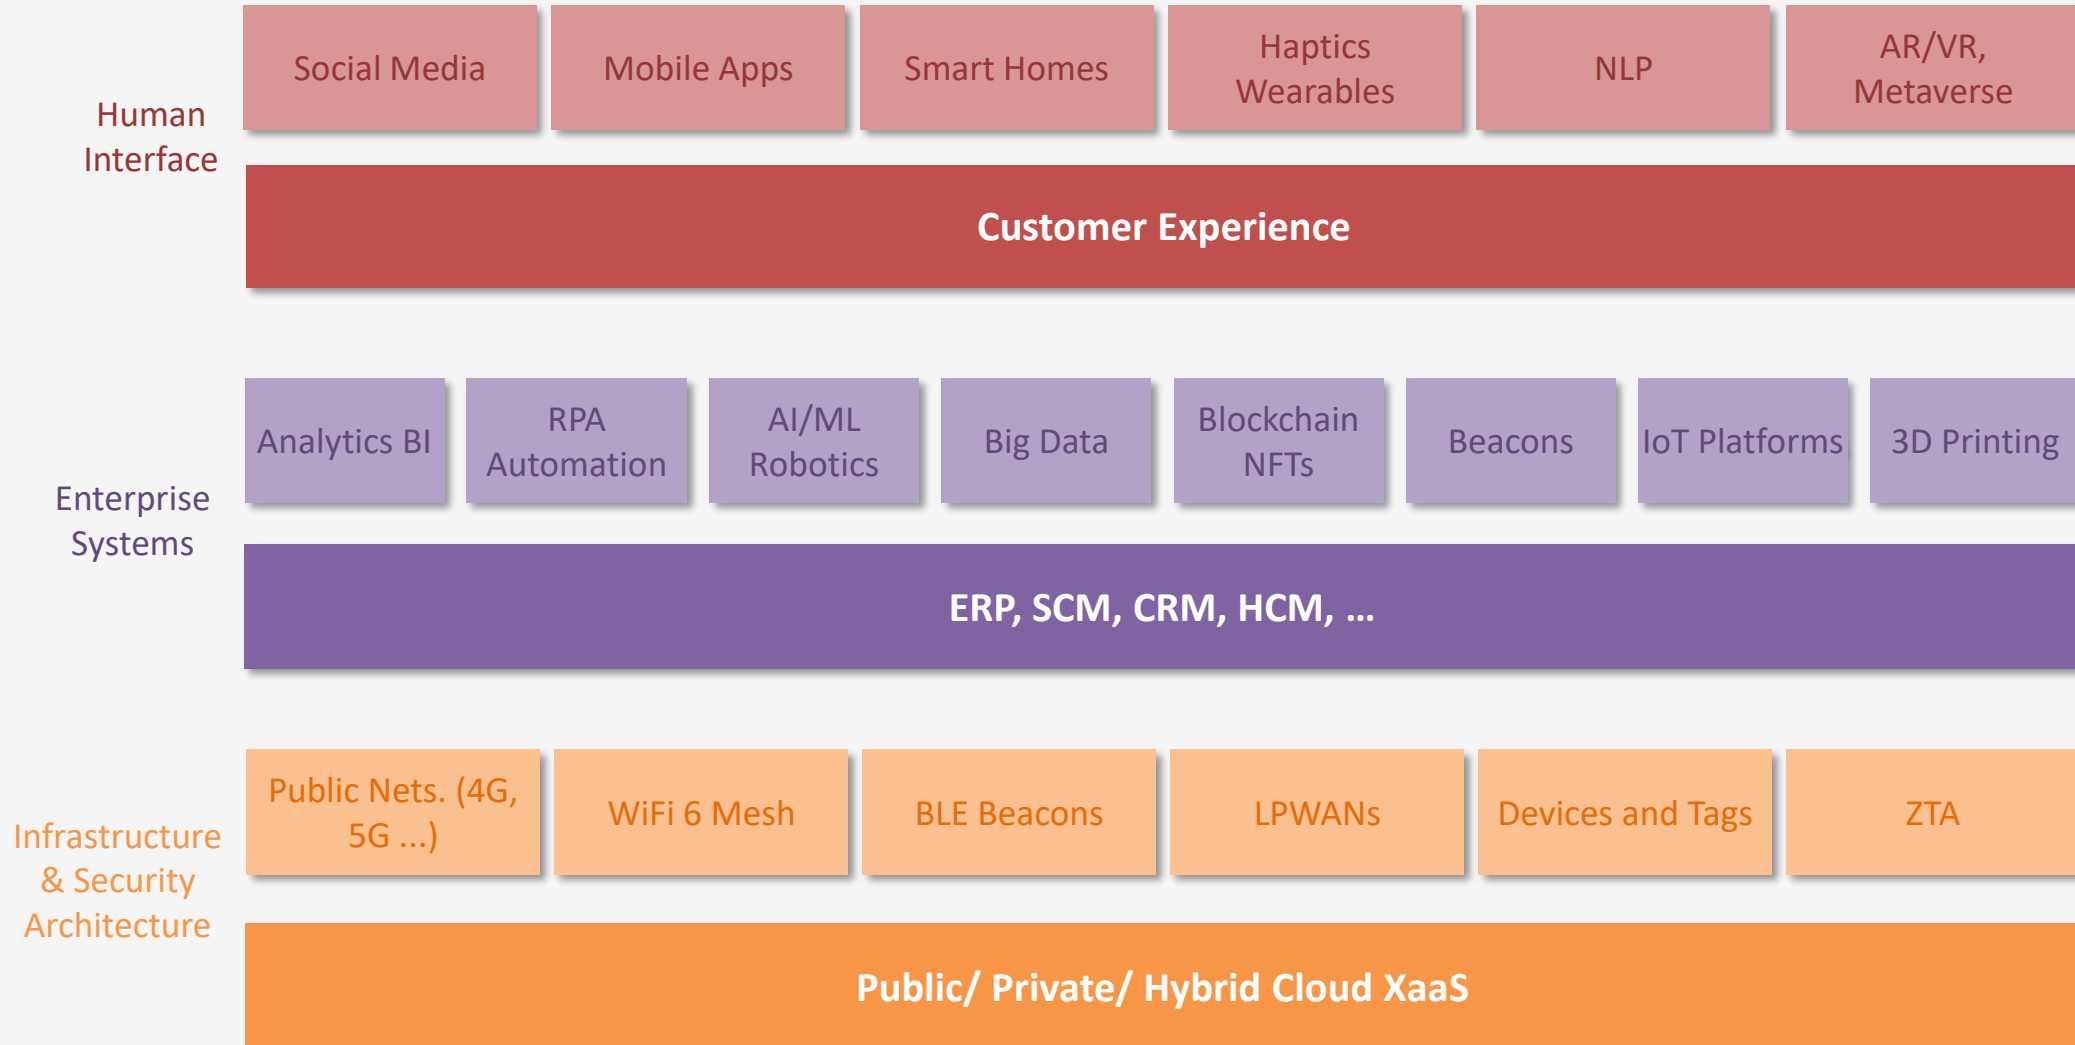 Human
Interface
Social Media
Mobile Apps
Smart Homes
Haptics
Wearables
NLP
AR/VR,
Metaverse
Customer Experience
Enterprise
Systems
Analytics BI
RPA
Automation
AI/ML
Robotics
Big Data
Blockchain
NFTs
Beacons
IoT Platforms
3D Printing
ERP, SCM, CRM, HCM, …
Infrastructure
& Security
Architecture
Public Nets. (4G,
5G ...)
WiFi 6 Mesh
BLE Beacons
LPWANs
Devices and Tags
ZTA
Public/ Private/ Hybrid Cloud XaaS